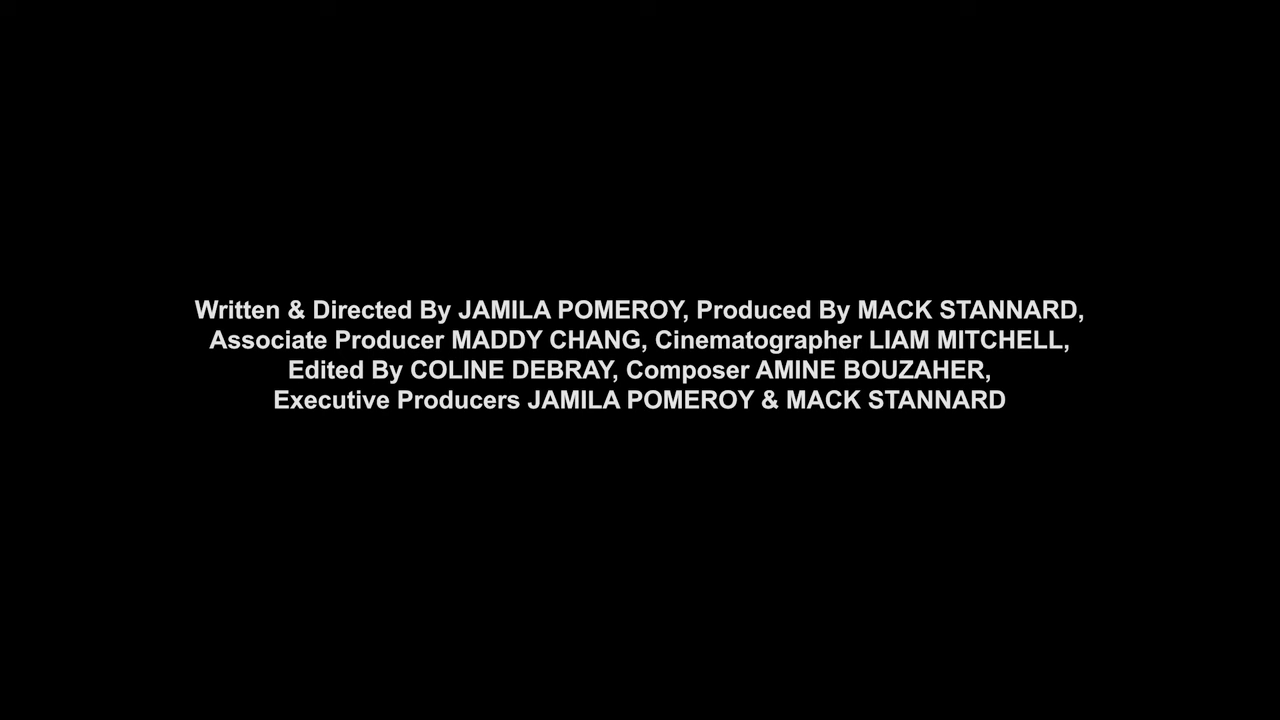 Written & Directed By JAMILA POMEROY, Produced By MACK STANNARD,
Associate Producer MADDY CHANG, Cinematographer LIAM MITCHELL,
Edited By COLINE DEBRAY, Composer AMINE BOUZAHER,
Executive Producers JAMILA POMEROY & MACK STANNARD